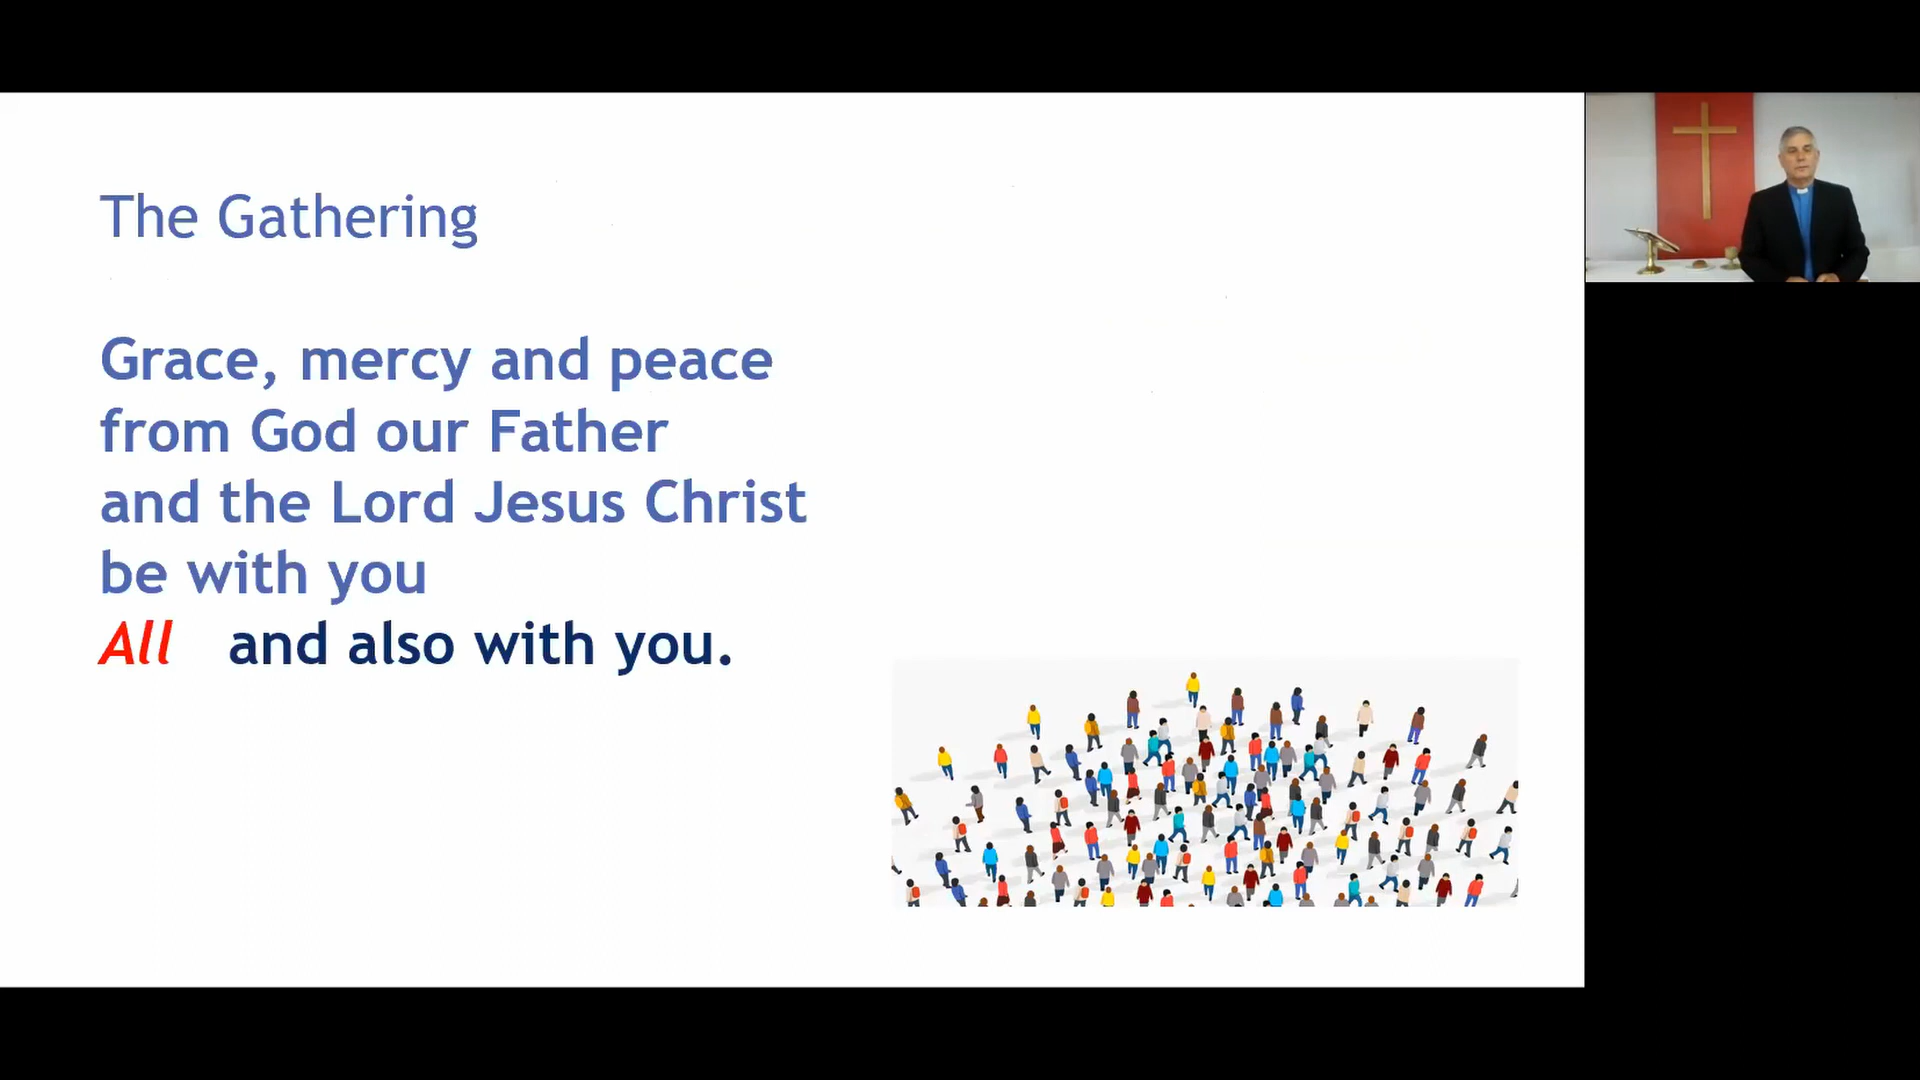 The Gathering
Grace, mercy and peace
from God our Father
and the Lord Jesus Christ
be with you
All and also with you.